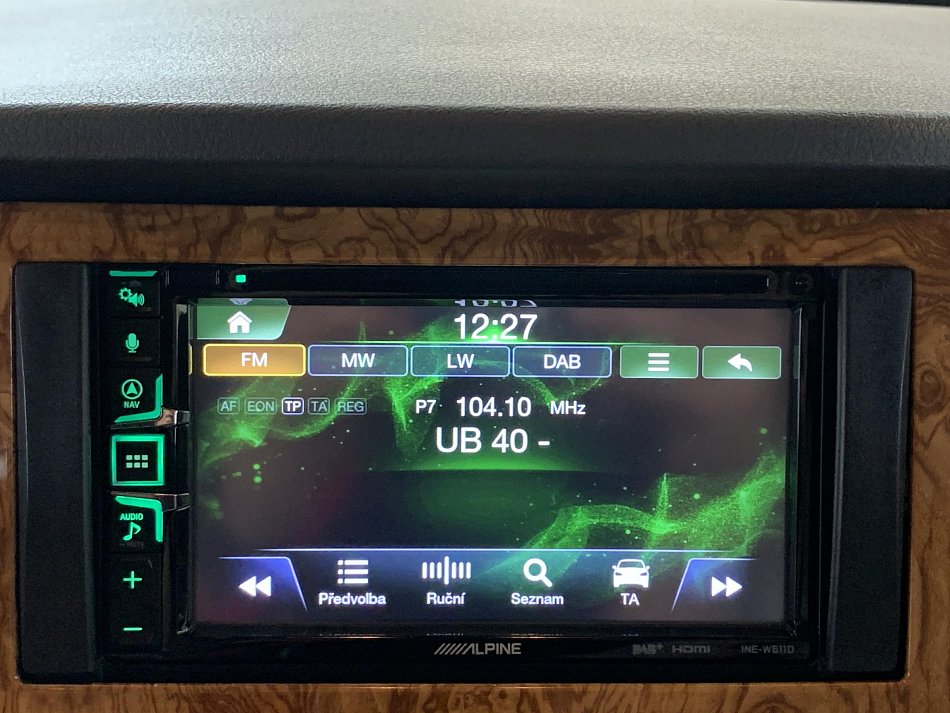 12:27
FM MW LW DAB
NAV
AF EON TP TA REG P7 104.10 MHz
UB 40 -
AUDIO
MUTE
Předvolba Ruční Seznam TA
ALPINE DAB+ HDMI INE-W611D